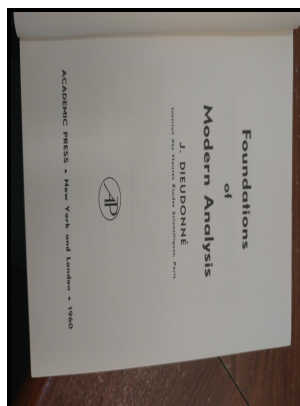 Foundations
of
Modern Analysis
J. DIEUDONNÉ
Institut des Hautes Études Scientifiques, Paris
AP
ACADEMIC PRESS • New York and London • 1960